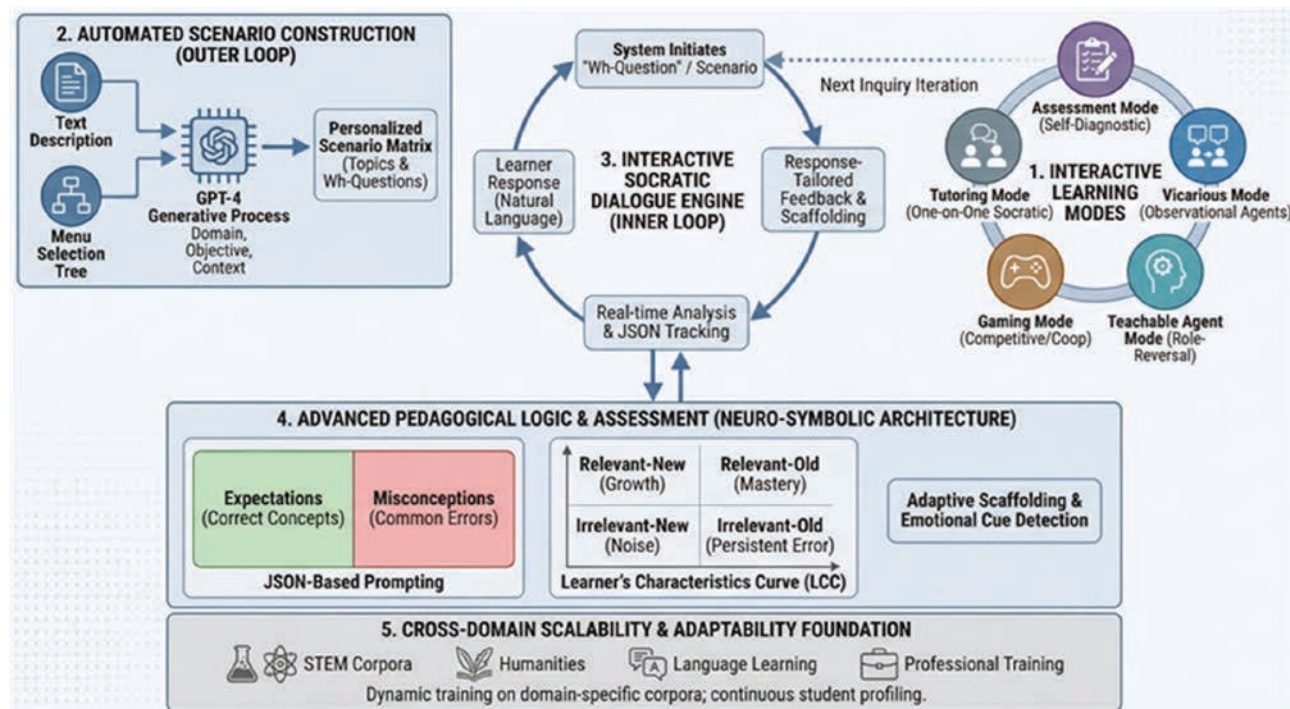 2. AUTOMATED SCENARIO CONSTRUCTION
(OUTER LOOP)
Text
Description
Menu
Selection
Tree
GPT-4
Generative Process
Domain,
Objective,
Context
Personalized
Scenario Matrix
(Topics &
Wh-Questions)
System Initiates
"Wh-Question" / Scenario
Next Inquiry Iteration
Learner
Response
(Natural
Language)
3. INTERACTIVE
SOCRATIC
DIALOGUE ENGINE
(INNER LOOP)
Response-
Tailored
Feedback &
Scaffolding
Real-time Analysis
& JSON Tracking
Assessment Mode
(Self-Diagnostic)
1. INTERACTIVE
LEARNING
MODES
Tutoring Mode
(One-on-One Socratic)
Vicarious Mode
(Observational Agents)
Gaming Mode
(Competitive/Coop)
Teachable Agent
Mode (Role-
Reversal)
4. ADVANCED PEDAGOGICAL LOGIC & ASSESSMENT (NEURO-SYMBOLIC ARCHITECTURE)
Expectations
(Correct Concepts)
Misconceptions
(Common Errors)
JSON-Based Prompting
Relevant-New
(Growth)
Relevant-Old
(Mastery)
Irrelevant-New
(Noise)
Irrelevant-Old
(Persistent Error)
Learner's Characteristics Curve (LCC)
Adaptive Scaffolding &
Emotional Cue Detection
5. CROSS-DOMAIN SCALABILITY & ADAPTABILITY FOUNDATION
STEM Corpora
Humanities
A
Language Learning
Professional Training
Dynamic training on domain-specific corpora; continuous student profiling.